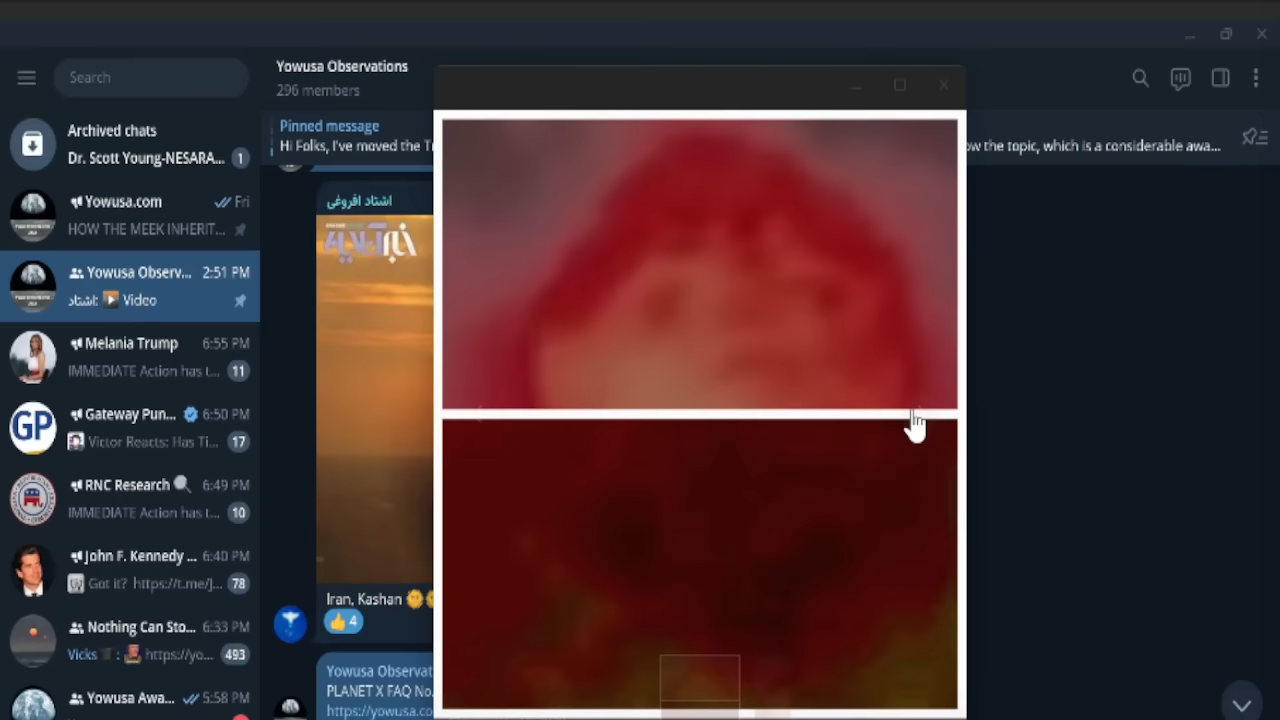 Search
Archived chats
Dr. Scott Young-NESARA...
1
Yowusa.com
Fri
HOW THE MEEK INHERIT...
Yowusa Observ...
2:51 PM
اشتاد:
Video
Melania Trump
6:55 PM
IMMEDIATE Action has t...
11
GP
Gateway Pun...
6:50 PM
Victor Reacts: Has Ti...
17
RNC Research
6:49 PM
IMMEDIATE Action has t...
10
John F. Kennedy ...
6:40 PM
Got it? https://t.me/J...
78
Nothing Can Sto...
6:33 PM
Vicks
: https://yo...
493
Yowusa Awa...
5:58 PM
Yowusa Observations
296 members
Pinned message
Hi Folks, I've moved the T
ow the topic, which is a considerable awa...
اشتاد افروغی
خبرآنلاین
Iran, Kashan
4
Yowusa Observat
PLANET X FAQ No.
https://yowusa.co